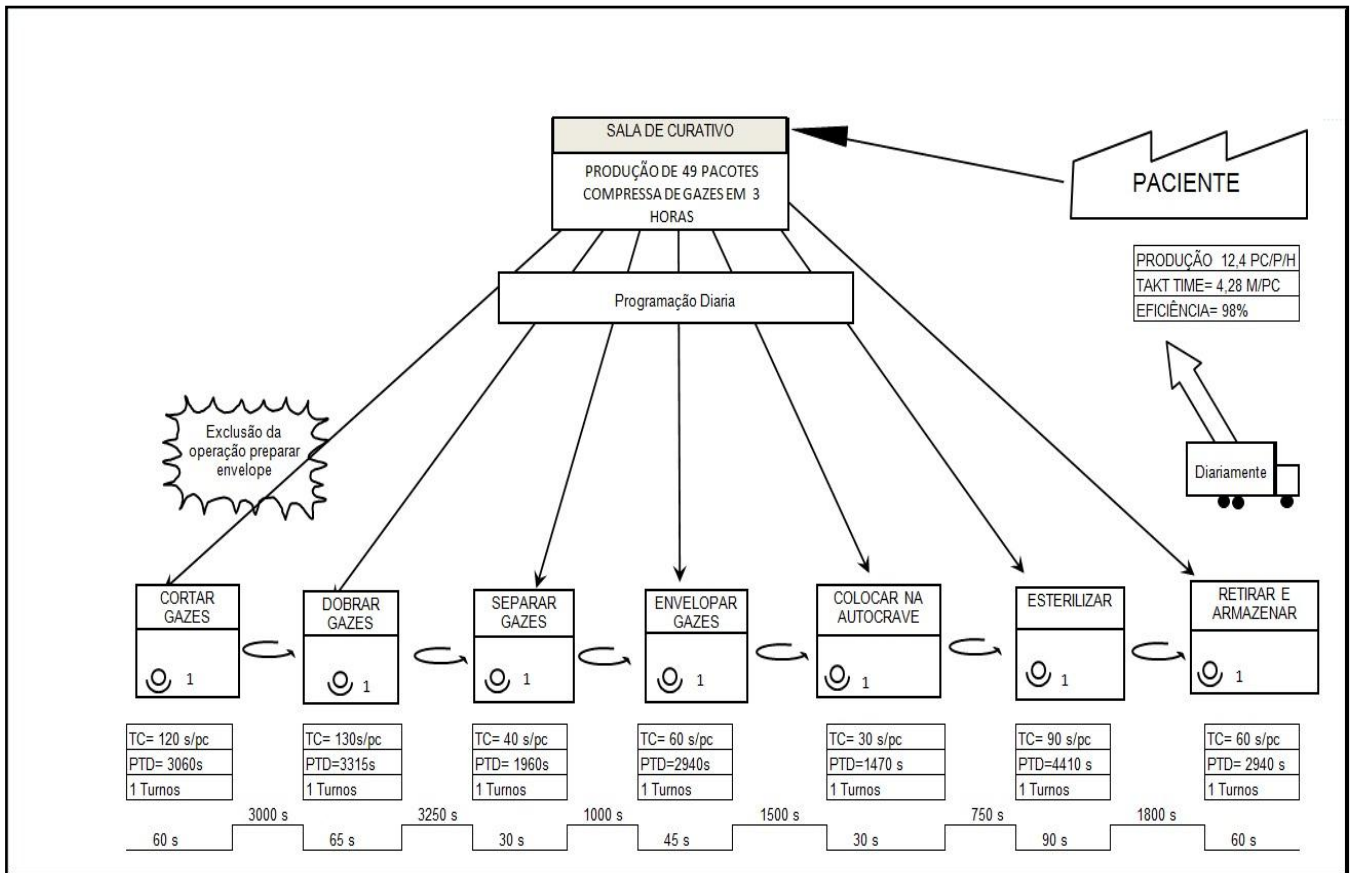 SALA DE CURATIVO
PRODUÇÃO DE 49 PACOTES
COMPRESSA DE GAZES EM 3
HORAS
PACIENTE
PRODUÇÃO 12,4 PC/P/H
TAKT TIME= 4,28 M/PC
EFICIÊNCIA= 98%
Programação Diaria
Exclusão da
operação preparar
envelope
Diariamente
CORTAR
GAZES
1
DOBRAR
GAZES
1
SEPARAR
GAZES
1
ENVELOPAR
GAZES
1
COLOCAR NA
AUTOCRAVE
1
ESTERILIZAR
1
RETIRAR E
ARMAZENAR
1
TC= 120 s/pc
PTD= 3060s
1 Turnos
TC= 130s/pc
PTD=3315s
1 Turnos
TC= 40 s/pc
PTD= 1960s
1 Turnos
TC= 60 s/pc
PTD=2940s
1 Turnos
TC= 30 s/pc
PTD=1470 s
1 Turnos
TC= 90 s/pc
PTD=4410 s
1 Turnos
TC= 60 s/pc
PTD= 2940 s
1 Turnos
60 s
3000 s
65 s
3250 s
30 s
1000 s
45 s
1500 s
30 s
750 s
90 s
1800 s
60 s